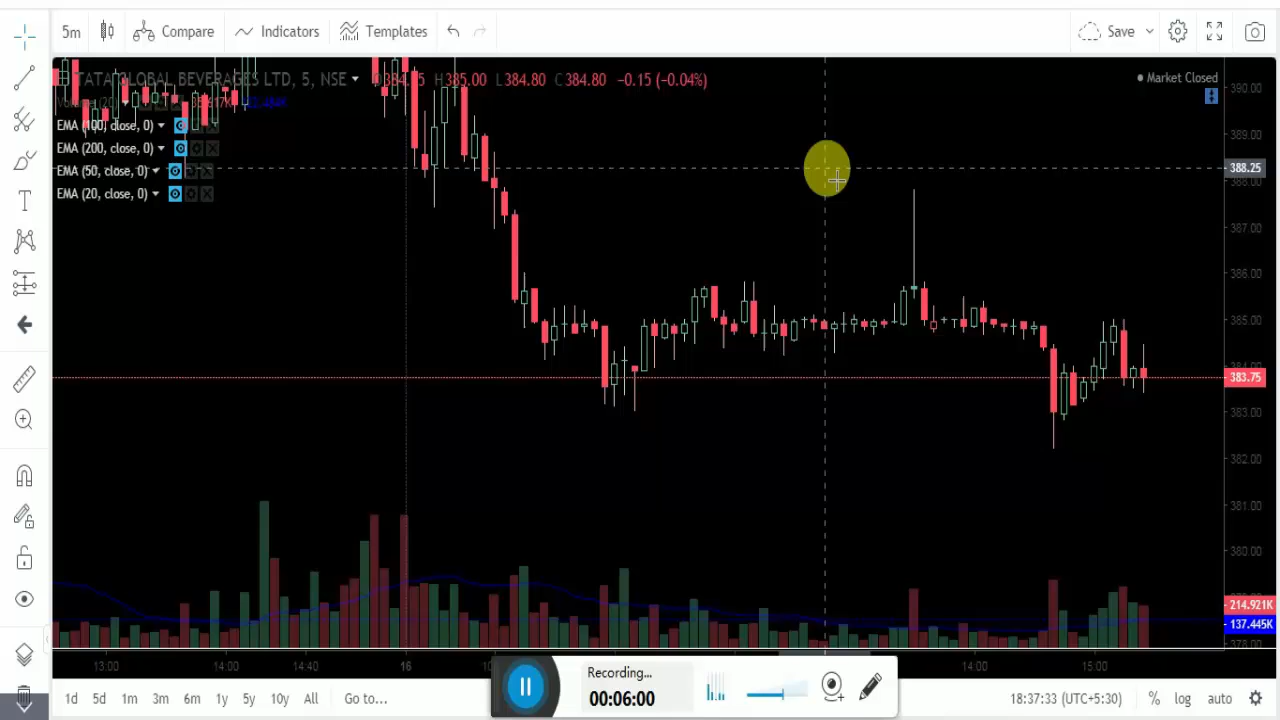 5m Compare Indicators Templates Save
TATA GLOBAL BEVERAGES LTD, 5, NSE H385.00 L384.80 C384.80 −0.15 (−0.04%)
Market Closed
EMA (100, close, 0)
EMA (200, close, 0)
EMA (50, close, 0)
EMA (20, close, 0)
390.00
389.00
388.25
388.00
387.00
386.00
385.00
383.75
383.00
382.00
381.00
380.00
214.921K
137.445K
378.00
13:00 14:00 14:40 16 14:00 15:00
Recording...
00:06:00
1d 5d 1m 3m 6m 1y 5y 10y All Go to... 18:37:33 (UTC+5:30) % log auto